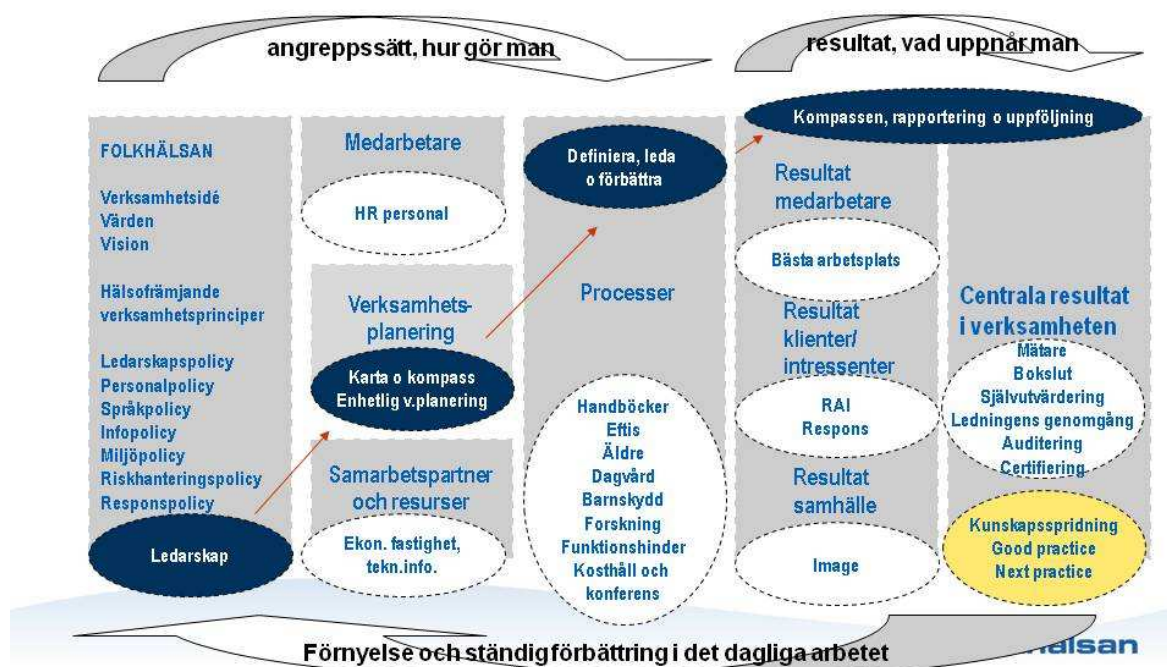 angreppssätt, hur gör man
resultat, vad uppnår man
FOLKHÄLSAN
Verksamhetsidé
Värden
Vision
Hälsofrämjande
verksamhetsprinciper
Ledarskapspolicy
Personalpolicy
Språkpolicy
Infopolicy
Miljöpolicy
Riskhanteringspolicy
Responspolicy
Ledarskap
Medarbetare
HR personal
Verksamhets-
planering
Karta o kompass
Enhetlig v.planering
Samarbetspartner
och resurser
Ekon. fastighet,
tekn.info.
Definiera, leda
o förbättra
Processer
Handböcker
Eftis
Äldre
Dagvård
Barnskydd
Forskning
Funktionshinder
Kosthåll och
konferens
Kompassen, rapportering o uppföljning
Resultat
medarbetare
Bästa arbetsplats
Resultat
klienter/
intressenter
RAI
Respons
Resultat
samhälle
Image
Centrala resultat
i verksamheten
Mätare
Bokslut
Självutvärdering
Ledningens genomgång
Auditering
Certifiering
Kunskapsspridning
Good practice
Next practice
Förnyelse och ständig förbättring i det dagliga arbetet